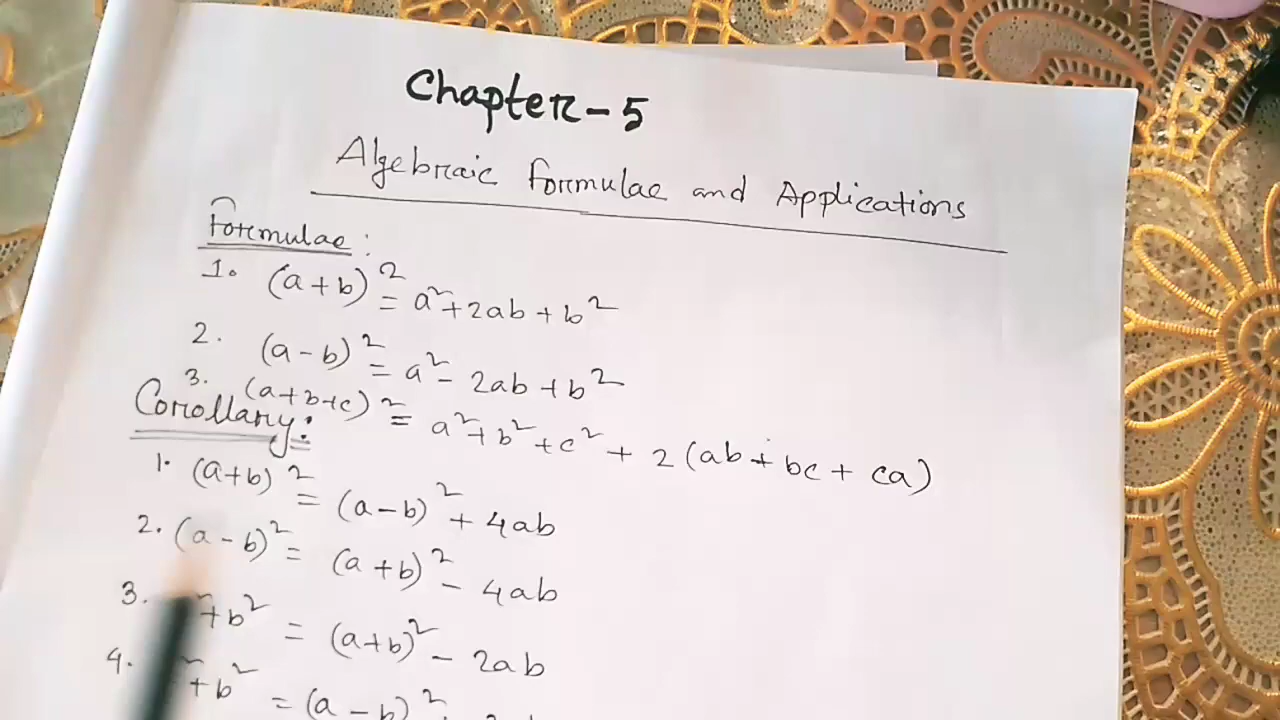 Chapter-5
Algebraic Formulae and Applications
Formulae:
1. (a+b)² = a²+2ab+b²
2. (a-b)² = a²-2ab+b²
3. (a+b+c)² = a²+b²+c²+2(ab+bc+ca)
Corollary:
1. (a+b)² = (a-b)²+4ab
2. (a-b)² = (a+b)²-4ab
3. +b² = (a+b)²-2ab
4. +b² = (a-b)²